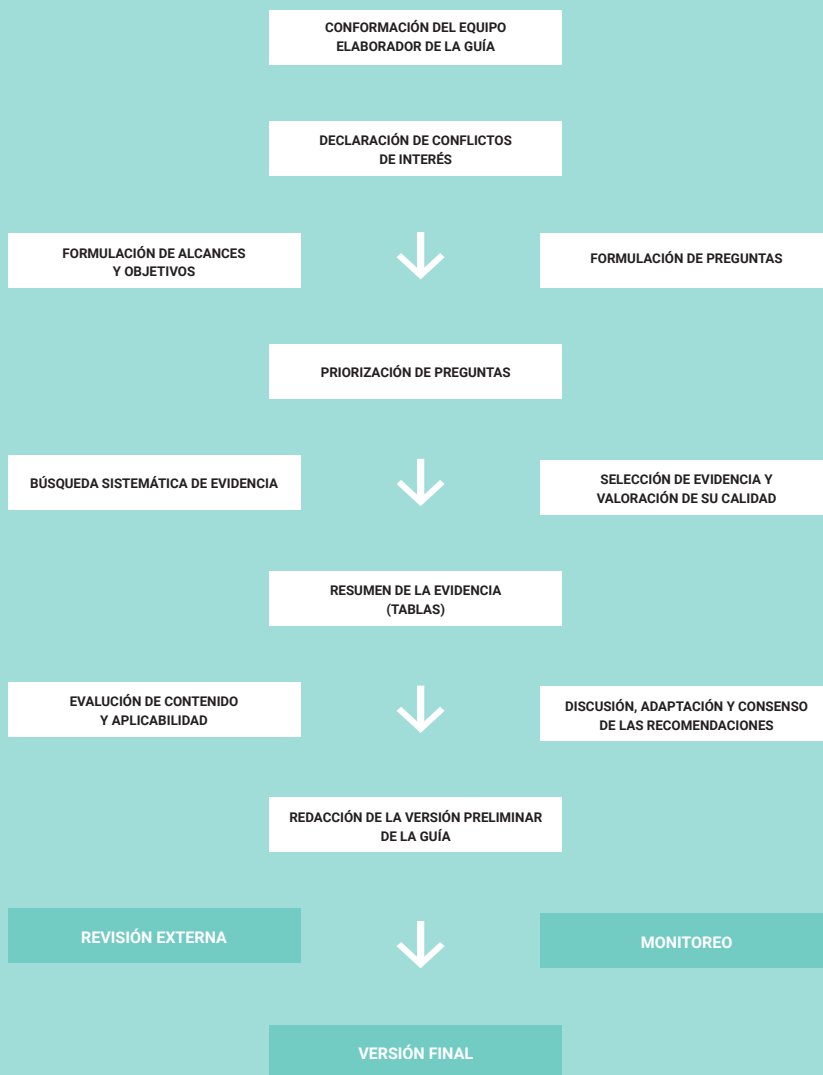 CONFORMACIÓN DEL EQUIPO
ELABORADOR DE LA GUÍA
DECLARACIÓN DE CONFLICTOS
DE INTERÉS
FORMULACIÓN DE ALCANCES
Y OBJETIVOS
FORMULACIÓN DE PREGUNTAS
PRIORIZACIÓN DE PREGUNTAS
BÚSQUEDA SISTEMÁTICA DE EVIDENCIA
SELECCIÓN DE EVIDENCIA Y
VALORACIÓN DE SU CALIDAD
RESUMEN DE LA EVIDENCIA
(TABLAS)
EVALUCIÓN DE CONTENIDO
Y APLICABILIDAD
DISCUSIÓN, ADAPTACIÓN Y CONSENSO
DE LAS RECOMENDACIONES
REDACCIÓN DE LA VERSIÓN PRELIMINAR
DE LA GUÍA
REVISIÓN EXTERNA
MONITOREO
VERSIÓN FINAL